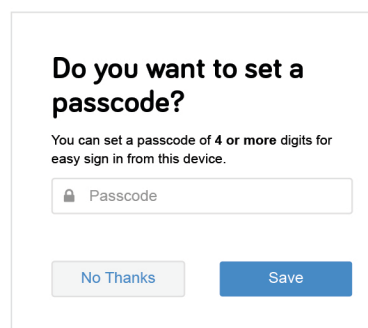 Do you want to set a
passcode?
You can set a passcode of 4 or more digits for
easy sign in from this device.
Passcode
No Thanks
Save